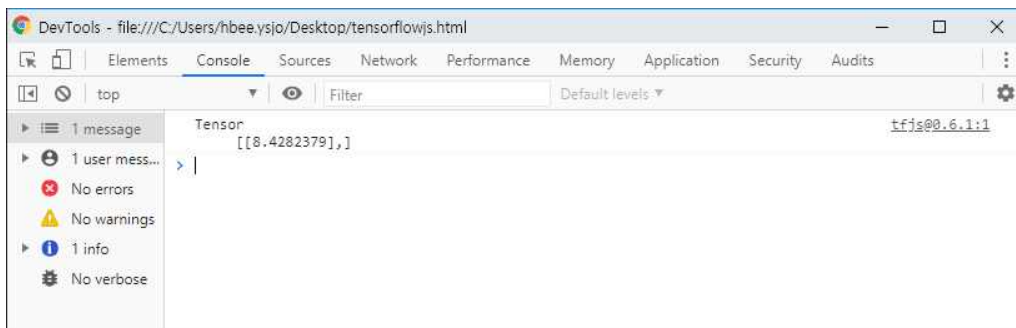 DevTools - file:///C:/Users/hbee.ysjo/Desktop/tensorflowjs.html
Elements Console Sources Network Performance Memory Application Security Audits
top Filter Default levels ▼
1 message
Tensor tfjs@0.6.1:1
[[8.4282379],]
1 user mess...
>
No errors
No warnings
1 info
No verbose